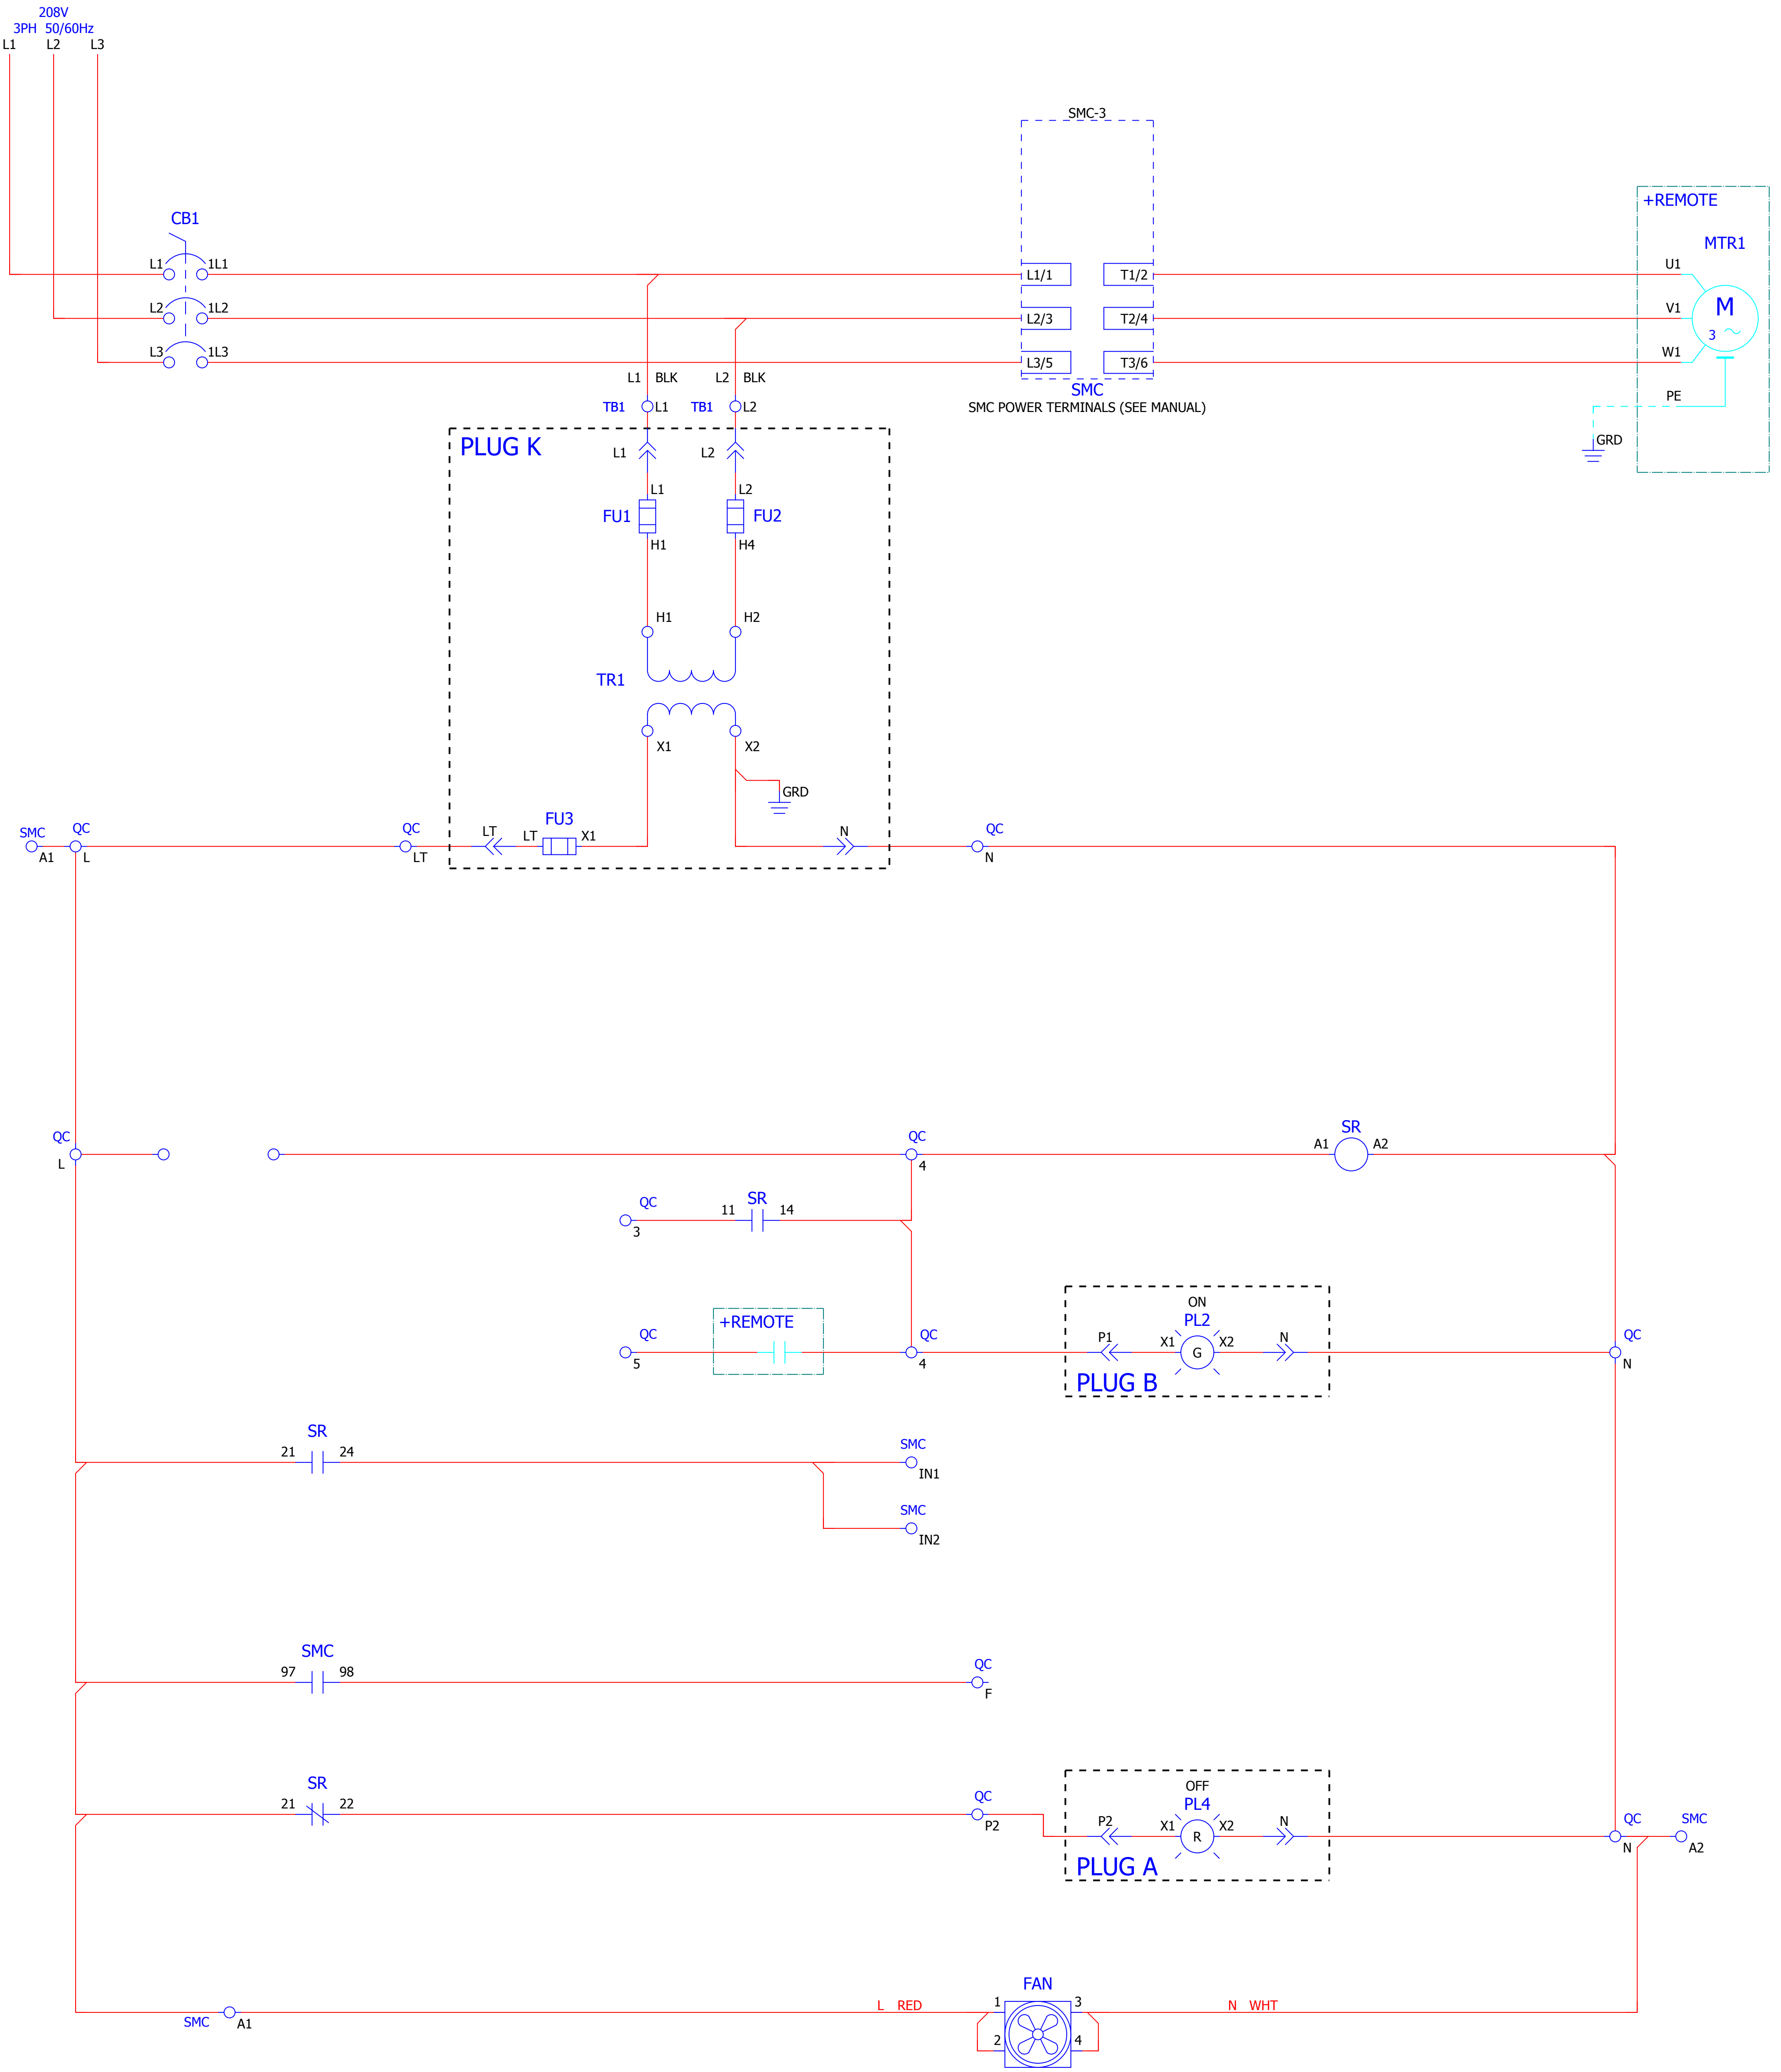 208V
3PH 50/60Hz
L1 L2 L3
SMC-3
+REMOTE
CB1
MTR1
L1 1L1 L1/1 T1/2 U1
L2 1L2 L2/3 T2/4 V1 M
3
L3 1L3 L3/5 T3/6 W1
L1 BLK L2 BLK
SMC
PE
TB1 L1 TB1 L2
SMC POWER TERMINALS (SEE MANUAL)
GRD
PLUG K
L1 L2
L1 L2
FU1 FU2
H1 H4
H1 H2
TR1
X1 X2
GRD
FU3
SMC QC QC LT LT X1 N QC
A1 L LT N
QC QC SR
A1 A2
L 4
QC SR
11 14
3
ON
+REMOTE PL2
QC QC P1 X1 X2 N QC
G
5 4 N
PLUG B
SR
21 24 SMC
IN1
SMC
IN2
SMC
97 98 QC
F
SR OFF
21 22 QC PL4
P2 P2 X1 X2 N QC SMC
R
N A2
PLUG A
FAN
L RED 1 3 N WHT
SMC A1
2 4